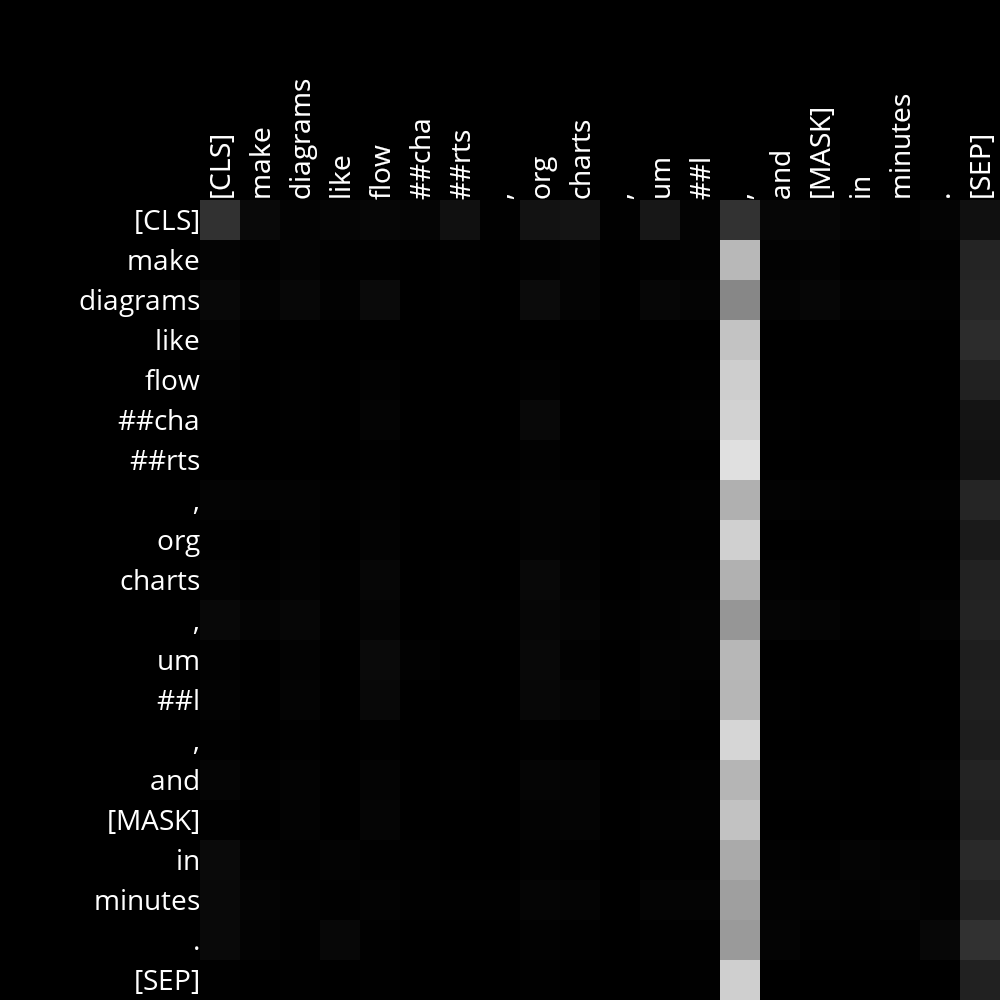 [CLS] make diagrams like flow ##cha ##rts , org charts , um ##l , and [MASK] in minutes . [SEP]
[CLS]
make
diagrams
like
flow
##cha
##rts
,
org
charts
,
um
##l
,
and
[MASK]
in
minutes
.
[SEP]